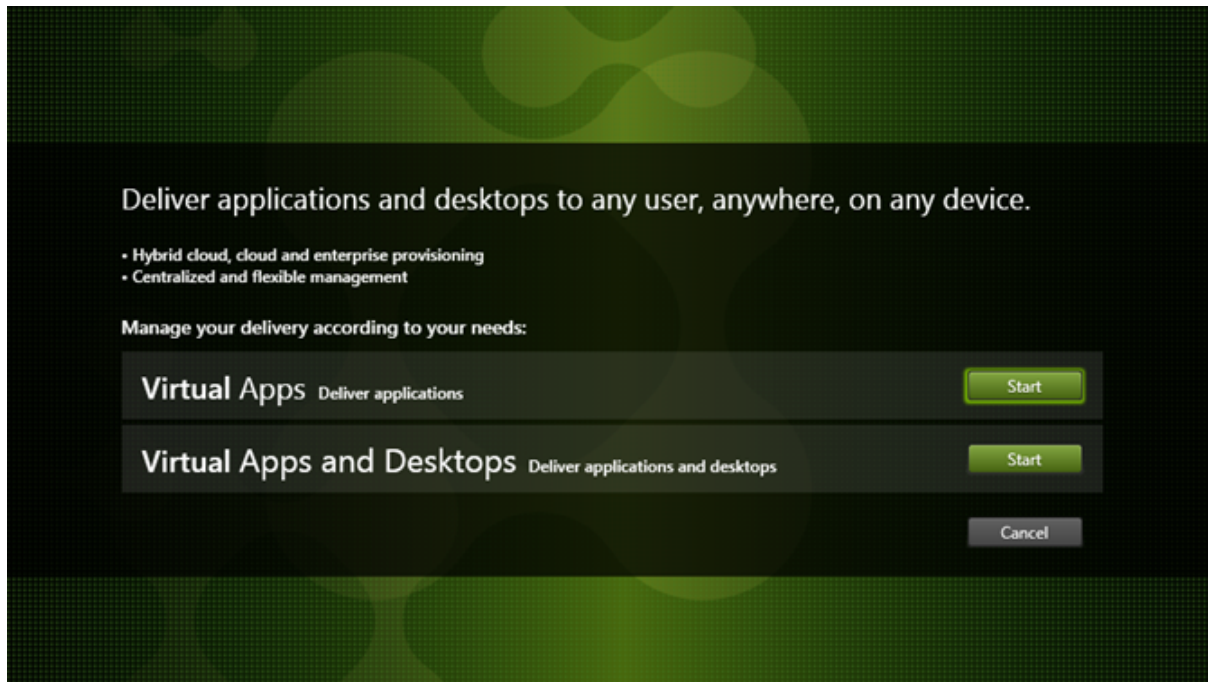 Deliver applications and desktops to any user, anywhere, on any device.
• Hybrid cloud, cloud and enterprise provisioning
• Centralized and flexible management
Manage your delivery according to your needs:
Virtual Apps Deliver applications Start
Virtual Apps and Desktops Deliver applications and desktops Start
Cancel